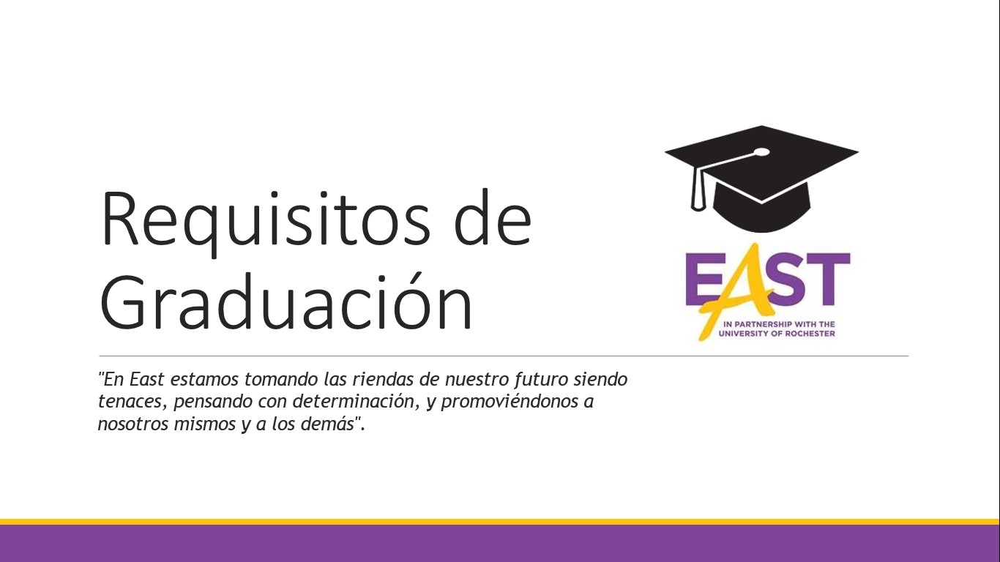 Requisitos de
Graduación
EAST
IN PARTNERSHIP WITH THE
UNIVERSITY OF ROCHESTER
"En East estamos tomando las riendas de nuestro futuro siendo
tenaces, pensando con determinación, y promoviéndonos a
nosotros mismos y a los demás".